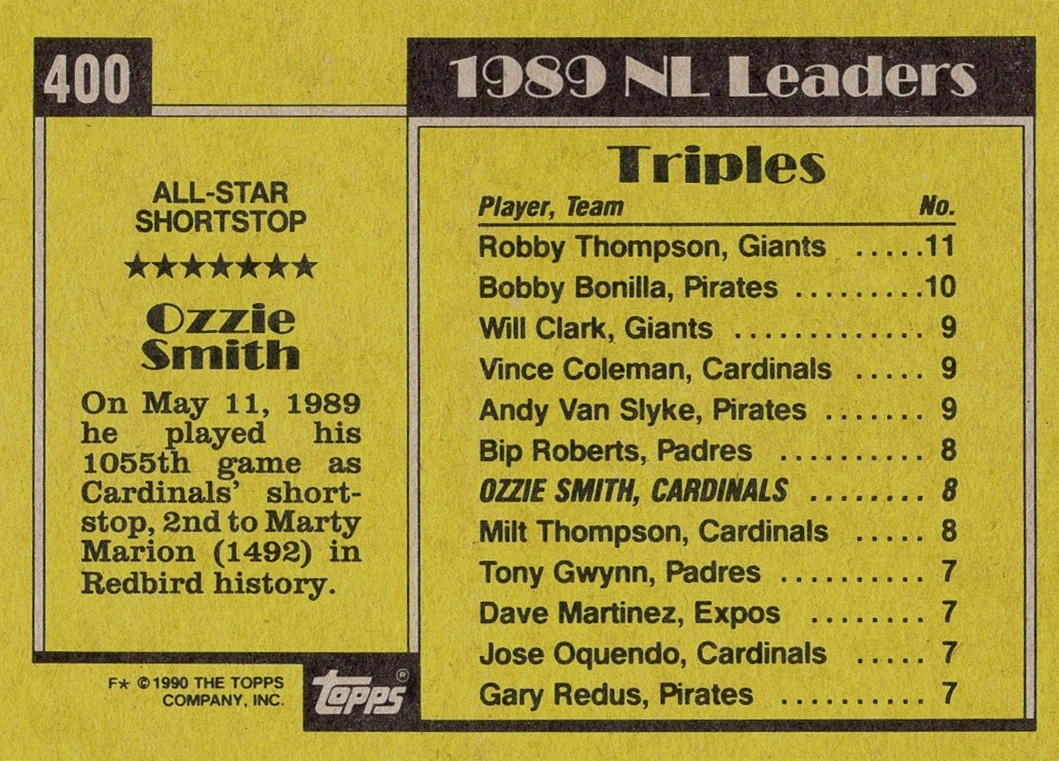 400
1989 NL Leaders
ALL-STAR
SHORTSTOP
★★★★★★★
Ozzie
Smith
On May 11, 1989
he played his
1055th game as
Cardinals' short-
stop, 2nd to Marty
Marion (1492) in
Redbird history.
Triples
Player, Team No.
Robby Thompson, Giants .....11
Bobby Bonilla, Pirates .........10
Will Clark, Giants ............. 9
Vince Coleman, Cardinals ..... 9
Andy Van Slyke, Pirates ....... 9
Bip Roberts, Padres .......... 8
OZZIE SMITH, CARDINALS ........ 8
Milt Thompson, Cardinals ..... 8
Tony Gwynn, Padres .......... 7
Dave Martinez, Expos ........ 7
Jose Oquendo, Cardinals ..... 7
Gary Redus, Pirates .......... 7
F★ ©1990 THE TOPPS
COMPANY, INC.
topps®